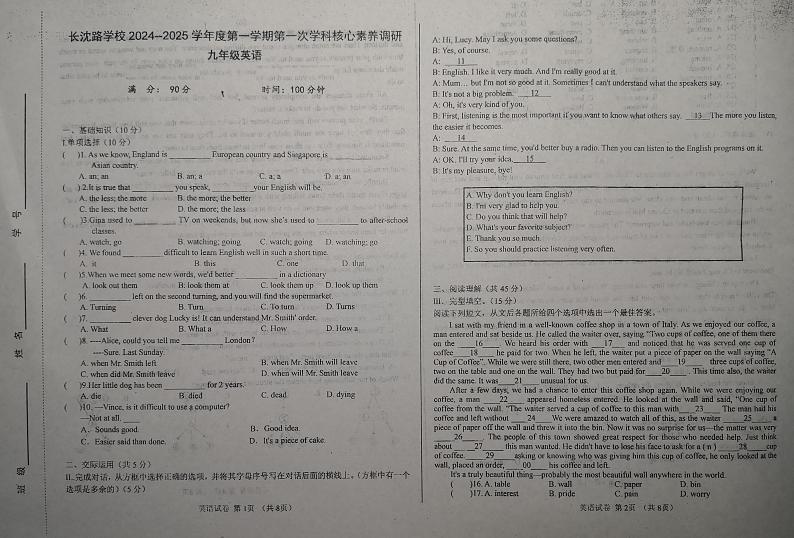 长沈路学校 2024--2025 学年度第一学期第一次学科核心素养调研
九年级英语
满 分： 90 分 时间：100 分钟
一、基础知识（10 分）
I.单项选择（10 分）
( )1. As we know, England is ________ European country and Singapore is ________
Asian country.
A. an; an B. an; a C. a; a D. a; an
( )2.It is true that ________ you speak, ________ your English will be.
A. the less; the more B. the more; the better
C. the less; the better D. the more; the less
( )3.Gina used to ________ TV on weekends, but now she's used to ________ to after-school
classes.
A. watch; go B. watching; going C. watch; going D. watching; go
( )4. We found ________ difficult to learn English well in such a short time.
A. it B. this C. one D. that
( )5.When we meet some new words, we'd better ________ in a dictionary
A. look out them B. look them at C. look them up D. look up them
( )6. ________ left on the second turning, and you will find the supermarket.
A. Turning B. Turn C. To turn D. Turns
( )7. ________ clever dog Lucky is! It can understand Mr. Smith' order.
A. What B. What a C. How D. How a
( )8. ----Alice, could you tell me ________ London?
----Sure. Last Sunday.
A. when Mr. Smith left B. when Mr. Smith will leave
C. when did Mr. Smith leave D. when will Mr. Smith leave
( )9.Her little dog has been ________ for 2 years.
A. die B. died C. dead D. dying
( )10. —Vince, is it difficult to use a computer?
—Not at all.
A．Sounds good. B．Good idea.
C．Easier said than done. D．It's a piece of cake.
二、交际运用（共 5 分）
II.完成对话，从方框中选择正确的选项，并将其字母序号写在对话后面的横线上。（方框中有一个
选项是多余的）（5 分）
英语试卷 第 1页 （共 8页）
学 号
姓 名
班 级
A: Hi, Lucy. May I ask you some questions?
B: Yes, of course.
A: ___11___
B: English. I like it very much. And I'm really good at it.
A: Mum… but I'm not so good at it. Sometimes I can't understand what the speakers say.
B: It's not a big problem. ___12___
A: Oh, it's very kind of you.
B: First, listening is the most important if you want to know what others say. ___13___ The more you listen,
the easier it becomes.
A: ___14___
B: Sure. At the same time, you'd better buy a radio. Then you can listen to the English programs on it.
A: OK. I'll try your idea. ___15___
B: It's my pleasure, bye!
A. Why don't you learn English?
B. I'm very glad to help you.
C. Do you think that will help?
D. What's your favorite subject?
E. Thank you so much.
F. So you should practice listening very often.
三、阅读理解（共 45 分）
III. 完型填空。（15 分）
阅读下列短文，从文后各题所给四个选项中选出一个最佳答案。
I sat with my friend in a well-known coffee shop in a town of Italy. As we enjoyed our coffee, a
man entered and sat beside us. He called the waiter over, saying "Two cups of coffee, one of them there
on the ___16___ We heard his order with ___17___ and noticed that he was served one cup of
coffee ___18___ he paid for two. When he left, the waiter put a piece of paper on the wall saying "A
Cup of Coffee". While we were still there, two other men entered and ___19___ three cups of coffee,
two on the table and one on the wall. They had two but paid for ___20___. This time also, the waiter
did the same. It was ___21___ unusual for us.
After a few days, we had a chance to enter this coffee shop again. While we were enjoying our
coffee, a man ___22___ appeared homeless entered. He looked at the wall and said, "One cup of
coffee from the wall. "The waiter served a cup of coffee to this man with ___23___ The man had his
coffee and left without ___24___ We were amazed to watch all of this, as the waiter ___25___ a
piece of paper off the wall and threw it into the bin. Now it was no surprise for us—the matter was very
___26___. The people of this town showed great respect for those who needed help. Just think
about ___27___ this man wanted. He didn't have to lose his face to ask for a ( n ) ___28___ cup
of coffee. ___29___ asking or knowing who was giving him this cup of coffee, he only looked at the
wall, placed an order, ___00___ his coffee and left.
It's a truly beautiful thing—probably the most beautiful wall anywhere in the world.
( )16. A. table B. wall C. paper D. bin
( )17. A. interest B. pride C. pain D. worry
英语试卷 第 2页 （共 8页）